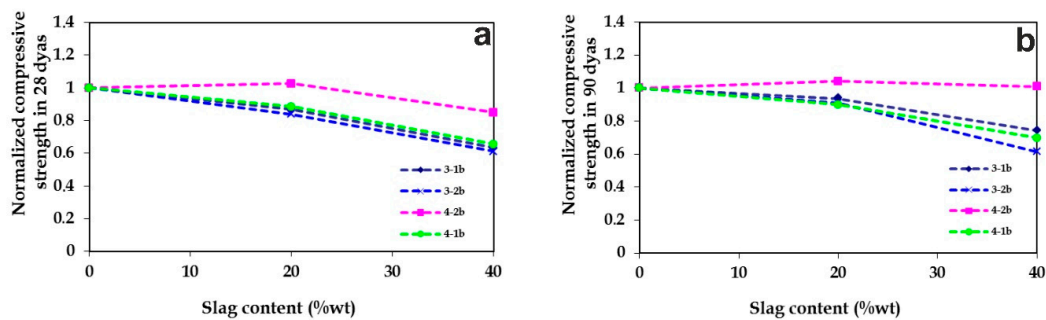 a
Normalized compressive
strength in 28 dyas
1.4
1.2
1
0.8
0.6
0.4
0.2
0
0
10
20
30
40
Slag content (%wt)
3-1b
3-2b
4-2b
4-1b
b
Normalized compressive
strength in 90 dyas
1.4
1.2
1
0.8
0.6
0.4
0.2
0
0
10
20
30
40
Slag content (%wt)
3-1b
3-2b
4-2b
4-1b